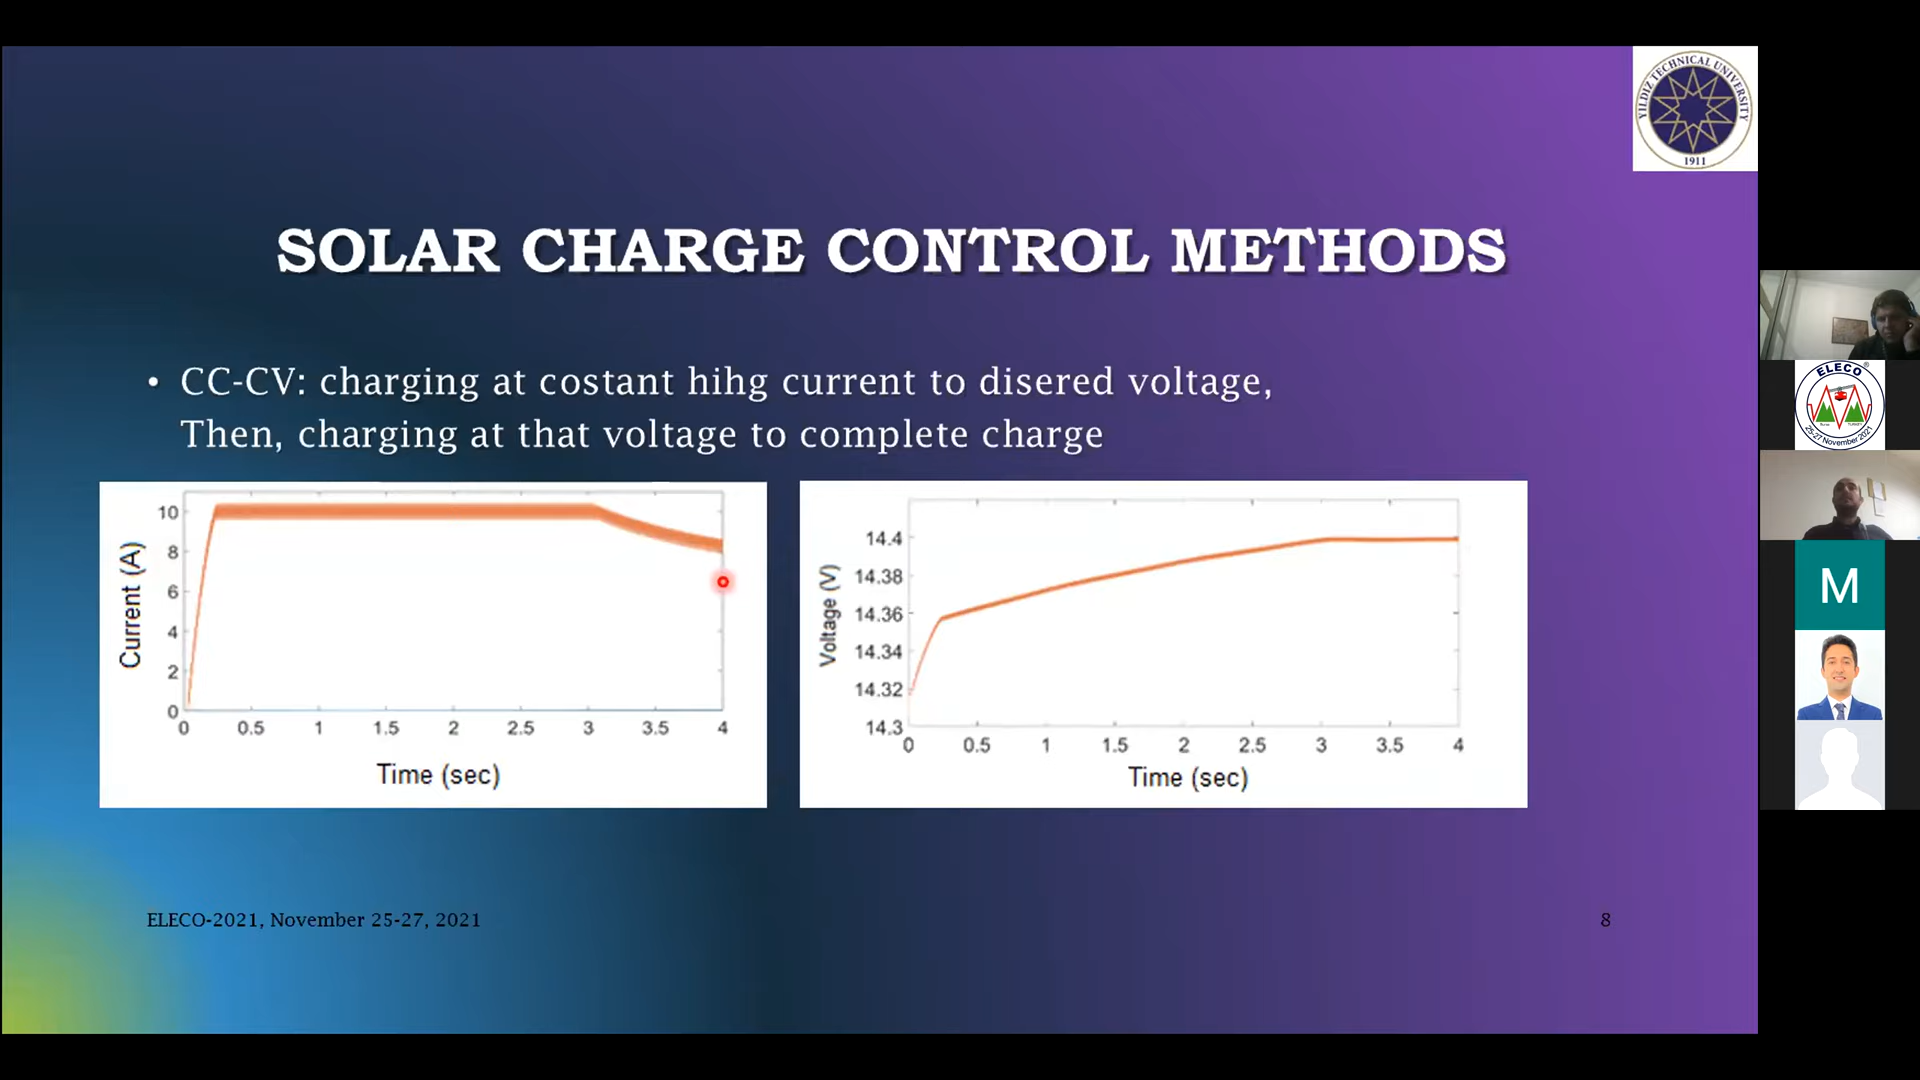 YILDIZ TECHNICAL UNIVERSITY
1911
SOLAR CHARGE CONTROL METHODS
• CC-CV: charging at costant hihg current to disered voltage,
Then, charging at that voltage to complete charge
Current (A)
10
8
6
4
2
0
0 0.5 1 1.5 2 2.5 3 3.5 4
Time (sec)
Voltage (V)
14.4
14.38
14.36
14.34
14.32
14.3
0 0.5 1 1.5 2 2.5 3 3.5 4
Time (sec)
ELECO-2021, November 25-27, 2021
8
ELECO®
25-27 November 2021
M